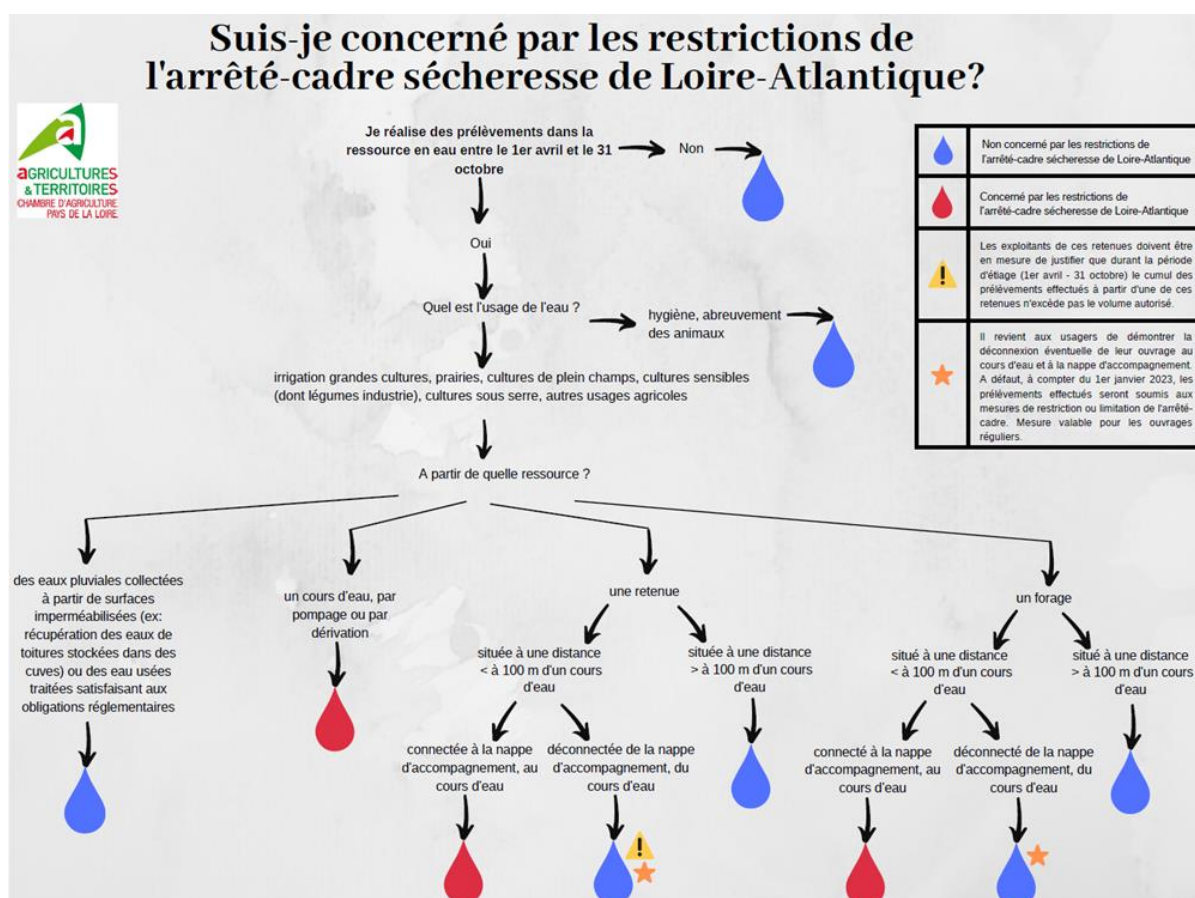 Suis-je concerné par les restrictions de
l'arrêté-cadre sécheresse de Loire-Atlantique?
aGRICULTURES
& TERRITOIRES
CHAMBRE D'AGRICULTURE
PAYS DE LA LOIRE
Je réalise des prélèvements dans la
ressource en eau entre le 1er avril et le 31
octobre
Non
Oui
Quel est l'usage de l'eau ?
hygiène, abreuvement
des animaux
irrigation grandes cultures, prairies, cultures de plein champs, cultures sensibles
(dont légumes industrie), cultures sous serre, autres usages agricoles
A partir de quelle ressource ?
Non concerné par les restrictions de
l'arrêté-cadre sécheresse de Loire-Atlantique
Concerné par les restrictions de
l'arrêté-cadre sécheresse de Loire-Atlantique
Les exploitants de ces retenues doivent être
en mesure de justifier que durant la période
d'étiage (1er avril - 31 octobre) le cumul des
prélèvements effectués à partir d'une de ces
retenues n'excède pas le volume autorisé.
Il revient aux usagers de démontrer la
déconnexion éventuelle de leur ouvrage au
cours d'eau et à la nappe d'accompagnement.
A défaut, à compter du 1er janvier 2023, les
prélèvements effectués seront soumis aux
mesures de restriction ou limitation de l'arrêté-
cadre. Mesure valable pour les ouvrages
réguliers.
des eaux pluviales collectées
à partir de surfaces
imperméabilisées (ex:
récupération des eaux de
toitures stockées dans des
cuves) ou des eau usées
traitées satisfaisant aux
obligations réglementaires
un cours d'eau, par
pompage ou par
dérivation
une retenue
située à une distance
< à 100 m d'un cours
d'eau
située à une distance
> à 100 m d'un cours
d'eau
connectée à la nappe
d'accompagnement, au
cours d'eau
déconnectée de la nappe
d'accompagnement, du
cours d'eau
un forage
situé à une distance
< à 100 m d'un cours
d'eau
situé à une distance
> à 100 m d'un cours
d'eau
connecté à la nappe
d'accompagnement, au
cours d'eau
déconnecté de la nappe
d'accompagnement, du
cours d'eau